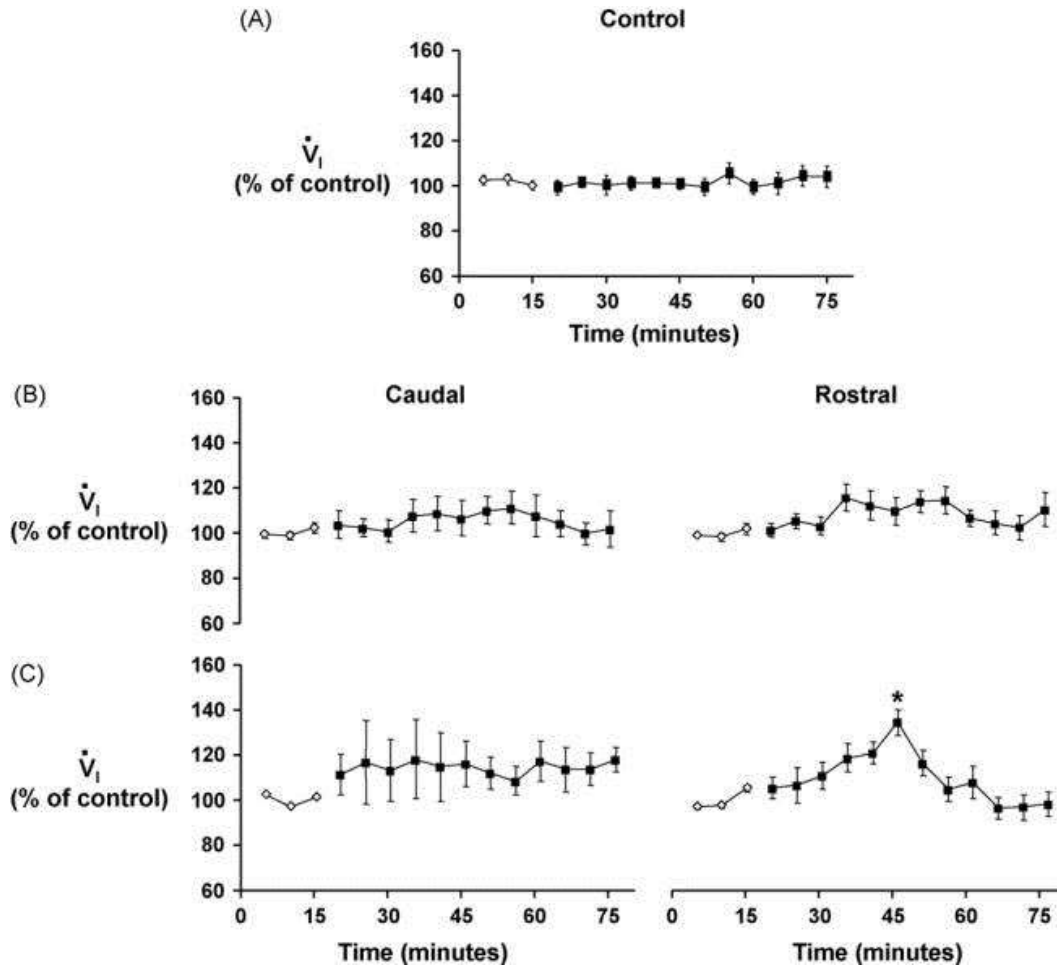 (A)
Control
160
140
120
100
80
60
V̇I
(% of control)
0 15 30 45 60 75
Time (minutes)
(B)
Caudal
Rostral
160
140
120
100
80
60
V̇I
(% of control)
(C)
160
140
120
100
80
60
V̇I
(% of control)
*
0 15 30 45 60 75
0 15 30 45 60 75
Time (minutes)
Time (minutes)